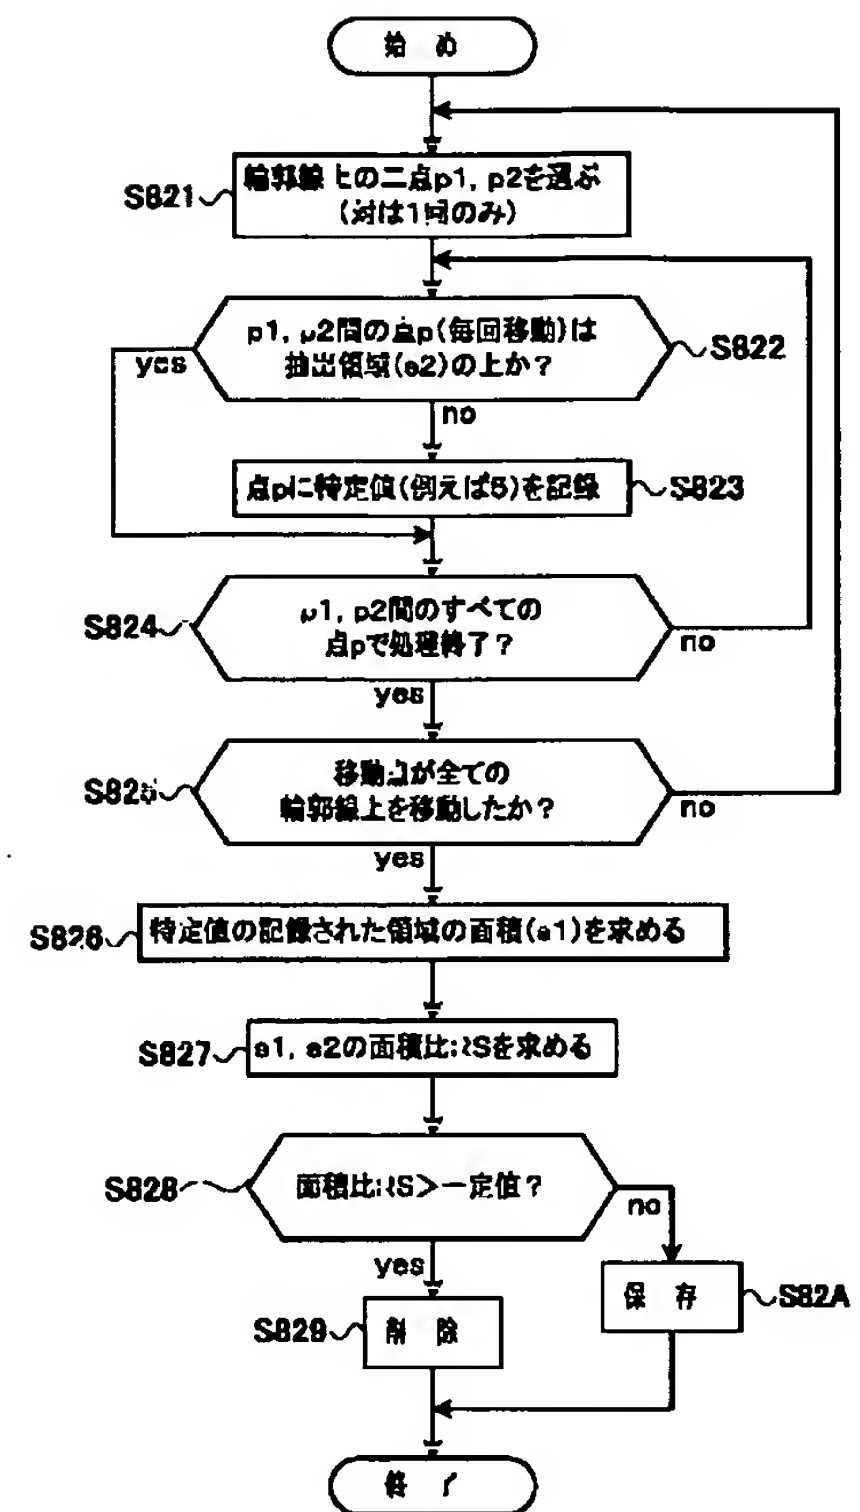 始 め
S821
輪郭線上の二点p1, p2を選ぶ
(対は1回のみ)
p1, p2間の点p(毎回移動)は
抽出領域(s2)の上か?
S822
yes
no
点pに特定値(例えば5)を記録
S823
S824
p1, p2間のすべての
点pで処理終了?
no
yes
S825
移動点が全ての
輪郭線上を移動したか?
no
yes
S826
特定値の記録された領域の面積(s1)を求める
S827
s1, s2の面積比RSを求める
S828
面積比RS>一定値?
no
yes
S829
削 除
保 存
S82A
終 了